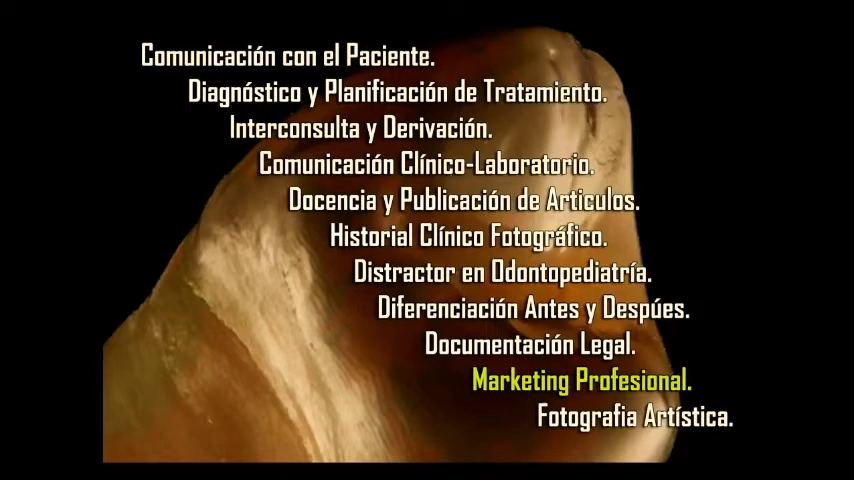 Comunicación con el Paciente.
Diagnóstico y Planificación de Tratamiento.
Interconsulta y Derivación.
Comunicación Clínico-Laboratorio.
Docencia y Publicación de Articulos.
Historial Clínico Fotográfico.
Distractor en Odontopediatría.
Diferenciación Antes y Despúes.
Documentación Legal.
Marketing Profesional.
Fotografia Artística.